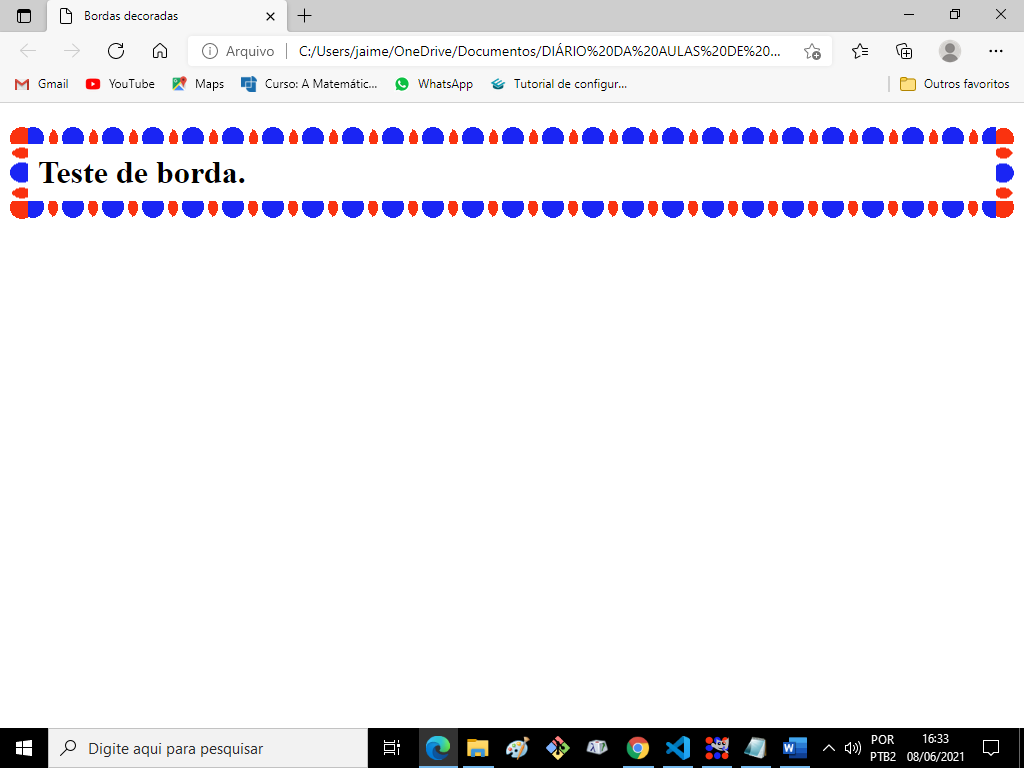 Bordas decoradas
Arquivo C:/Users/jaime/OneDrive/Documentos/DIÁRIO%20DA%20AULAS%20DE%20...
Gmail YouTube Maps Curso: A Matemátic... WhatsApp Tutorial de configur... Outros favoritos
Teste de borda.
Digite aqui para pesquisar
POR 16:33
PTB2 08/06/2021